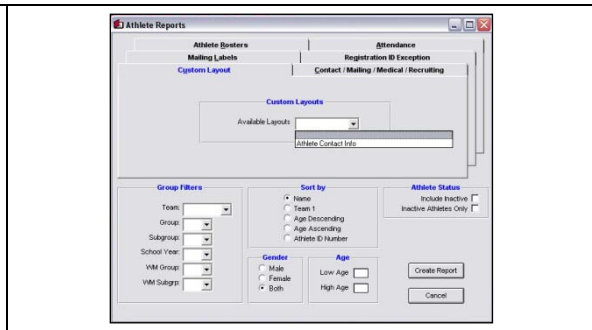 Athlete Reports
Athlete Rosters Attendance
Mailing Labels Registration ID Exception
Custom Layout Contact / Mailing / Medical / Recruiting
Custom Layouts
Available Layouts
Athlete Contact Info
Group Filters
Team:
Group:
Subgroup:
School Year:
WM Group:
WM Subgrp:
Sort by
Name
Team 1
Age Descending
Age Ascending
Athlete ID Number
Athlete Status
Include Inactive
Inactive Athletes Only
Gender
Male
Female
Both
Age
Low Age
High Age
Create Report
Cancel